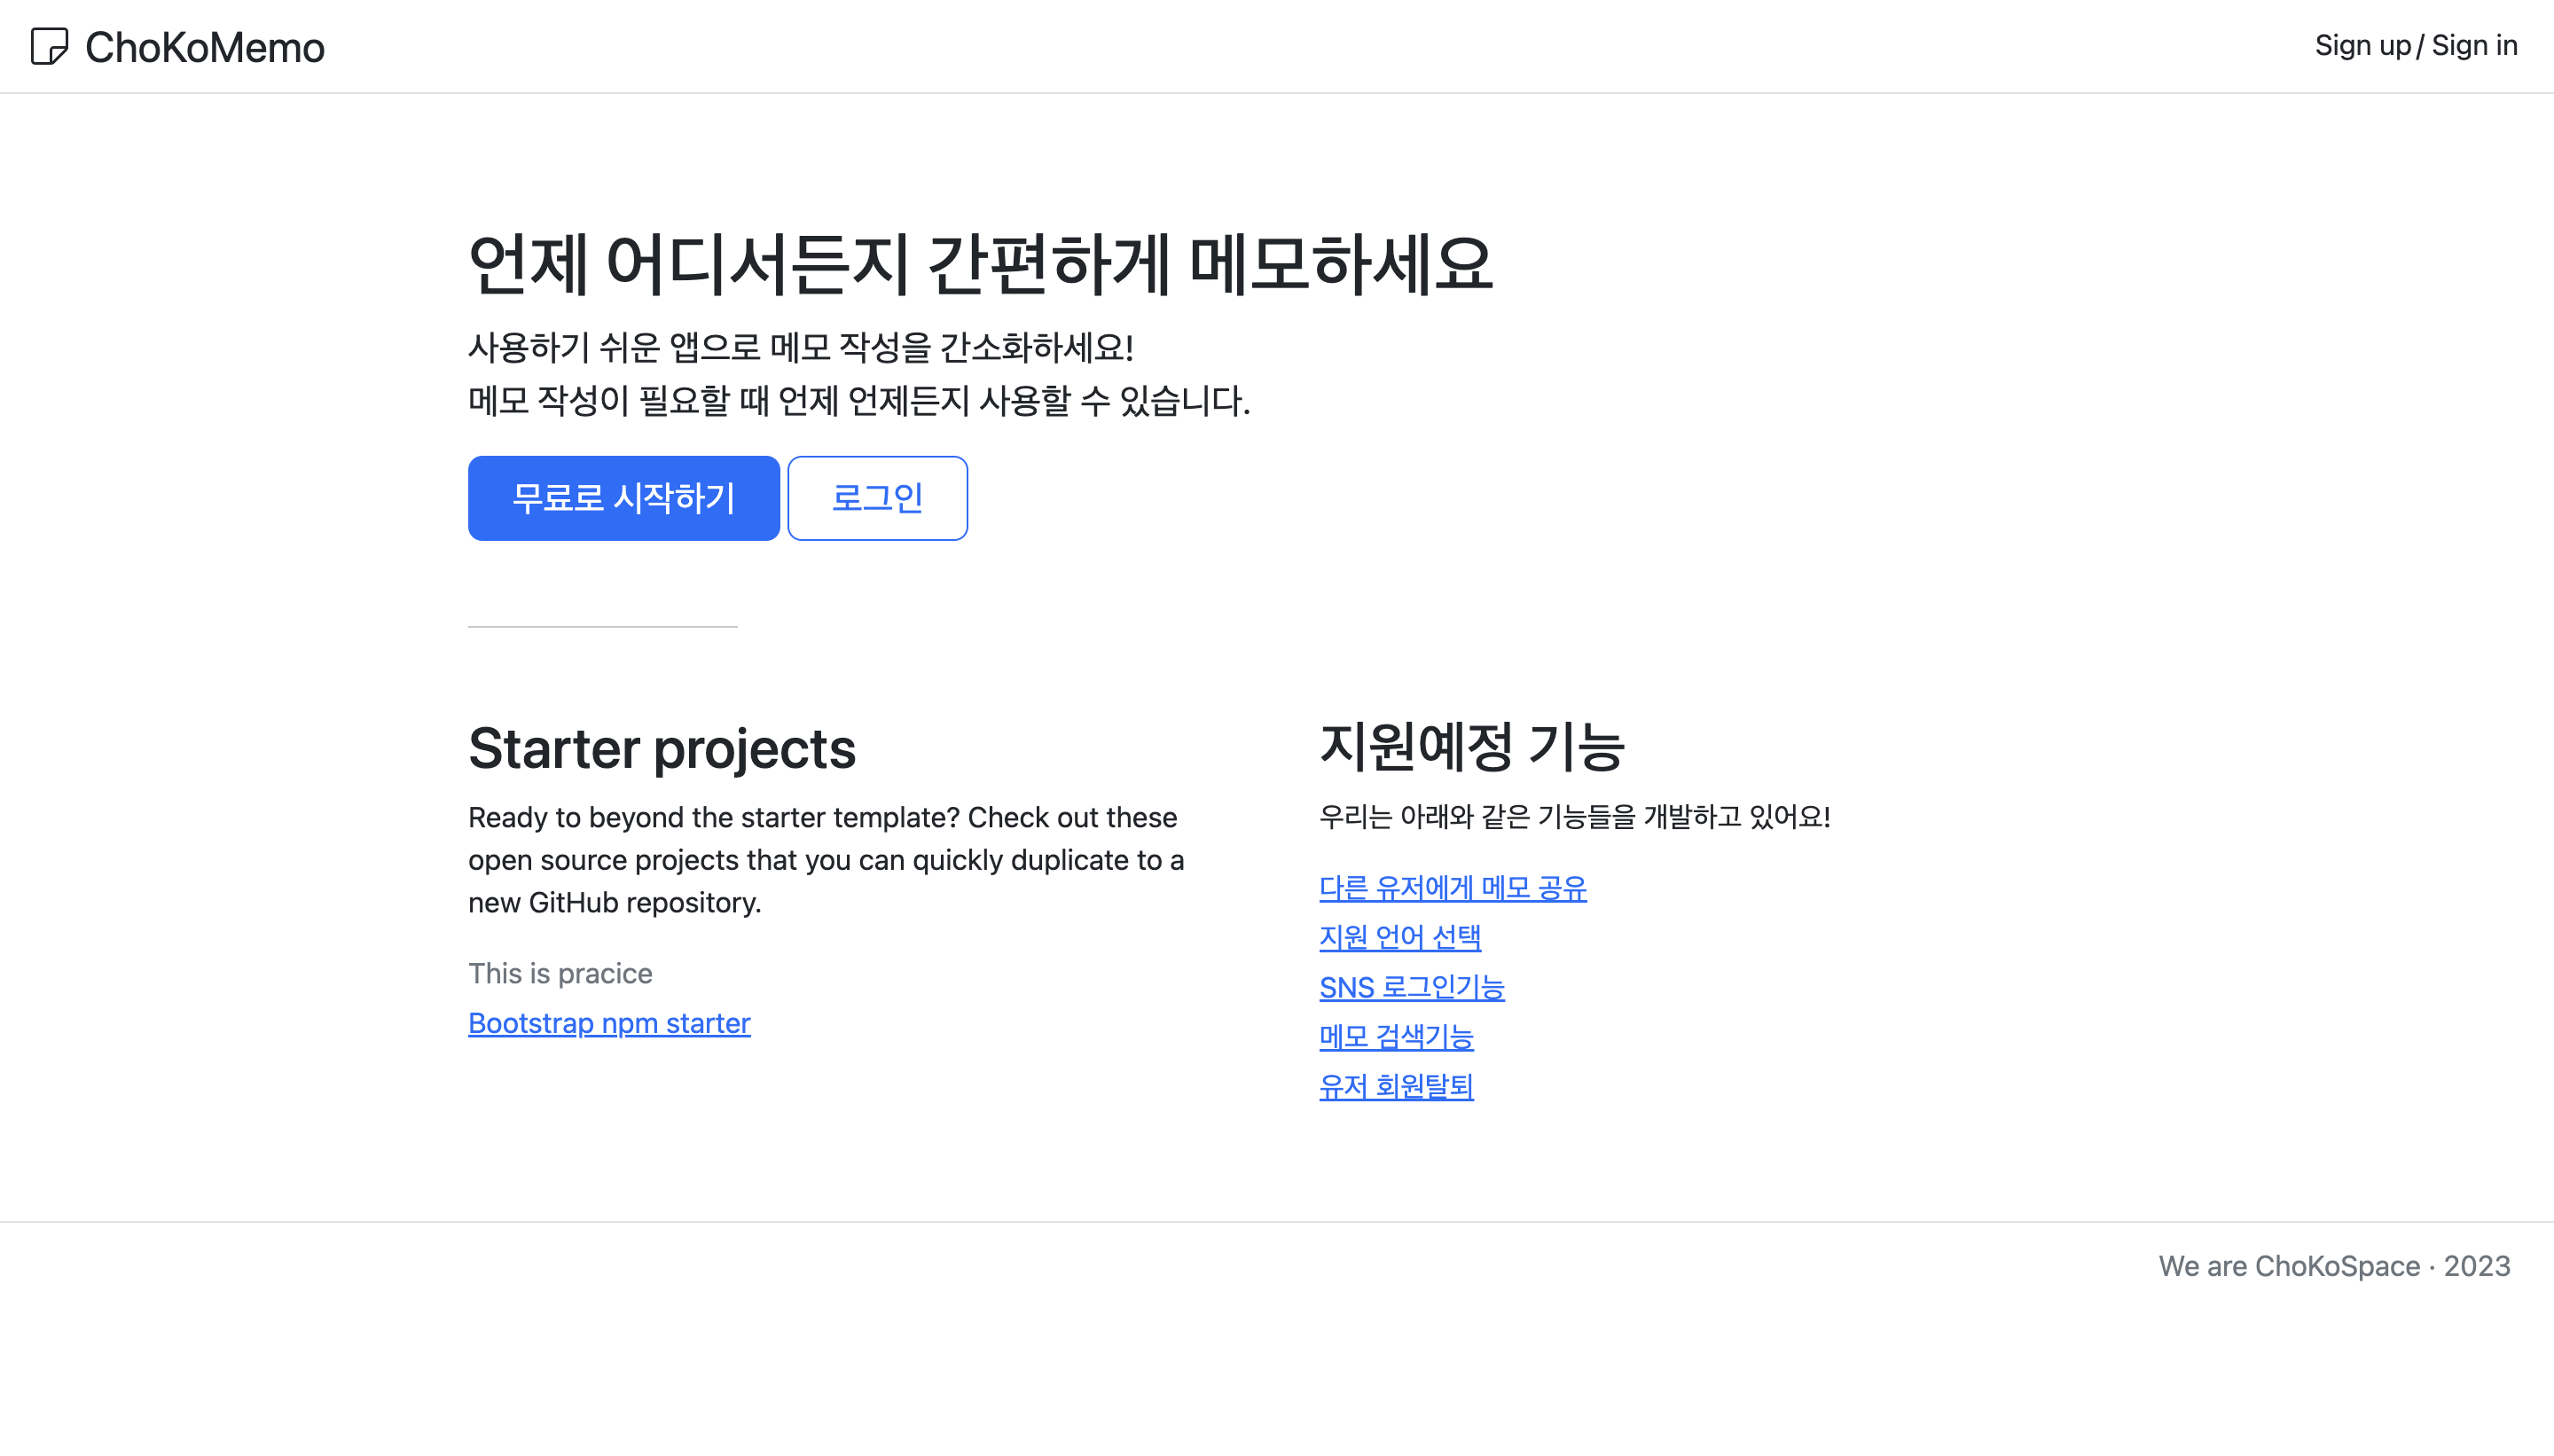 ChoKoMemo
Sign up / Sign in
언제 어디서든지 간편하게 메모하세요
사용하기 쉬운 앱으로 메모 작성을 간소화하세요!
메모 작성이 필요할 때 언제 언제든지 사용할 수 있습니다.
무료로 시작하기
로그인
Starter projects
Ready to beyond the starter template? Check out these
open source projects that you can quickly duplicate to a
new GitHub repository.
This is pracice
Bootstrap npm starter
지원예정 기능
우리는 아래와 같은 기능들을 개발하고 있어요!
다른 유저에게 메모 공유
지원 언어 선택
SNS 로그인기능
메모 검색기능
유저 회원탈퇴
We are ChoKoSpace · 2023